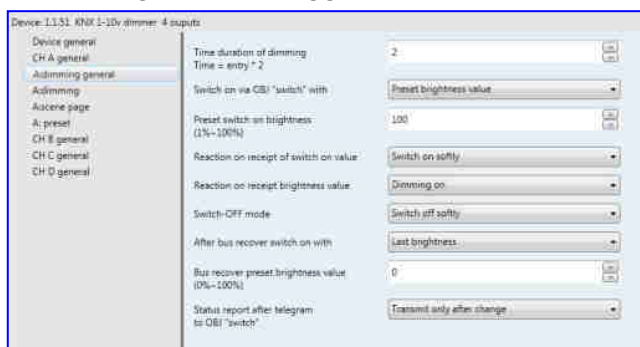 Device: 1.1.51 KNX 1-10v dimmer 4 ouputs
Device general
CH A general
A:dimming general
A:dimming
A:scene page
A: preset
CH B general
CH C general
CH D general
Time duration of dimming
Time = entry * 2
2
Switch on via OBJ "switch" with
Preset brightness value
Preset switch on brightness
(1%~100%)
100
Reaction on receipt of switch on value
Switch on softly
Reaction on receipt brightness value
Dimming on
Switch-OFF mode
Switch off softly
After bus recover switch on with
Last brightness
Bus recover preset brightness value
(0%~100%)
0
Status report after telegram
to OBJ "switch"
Transmit only after change